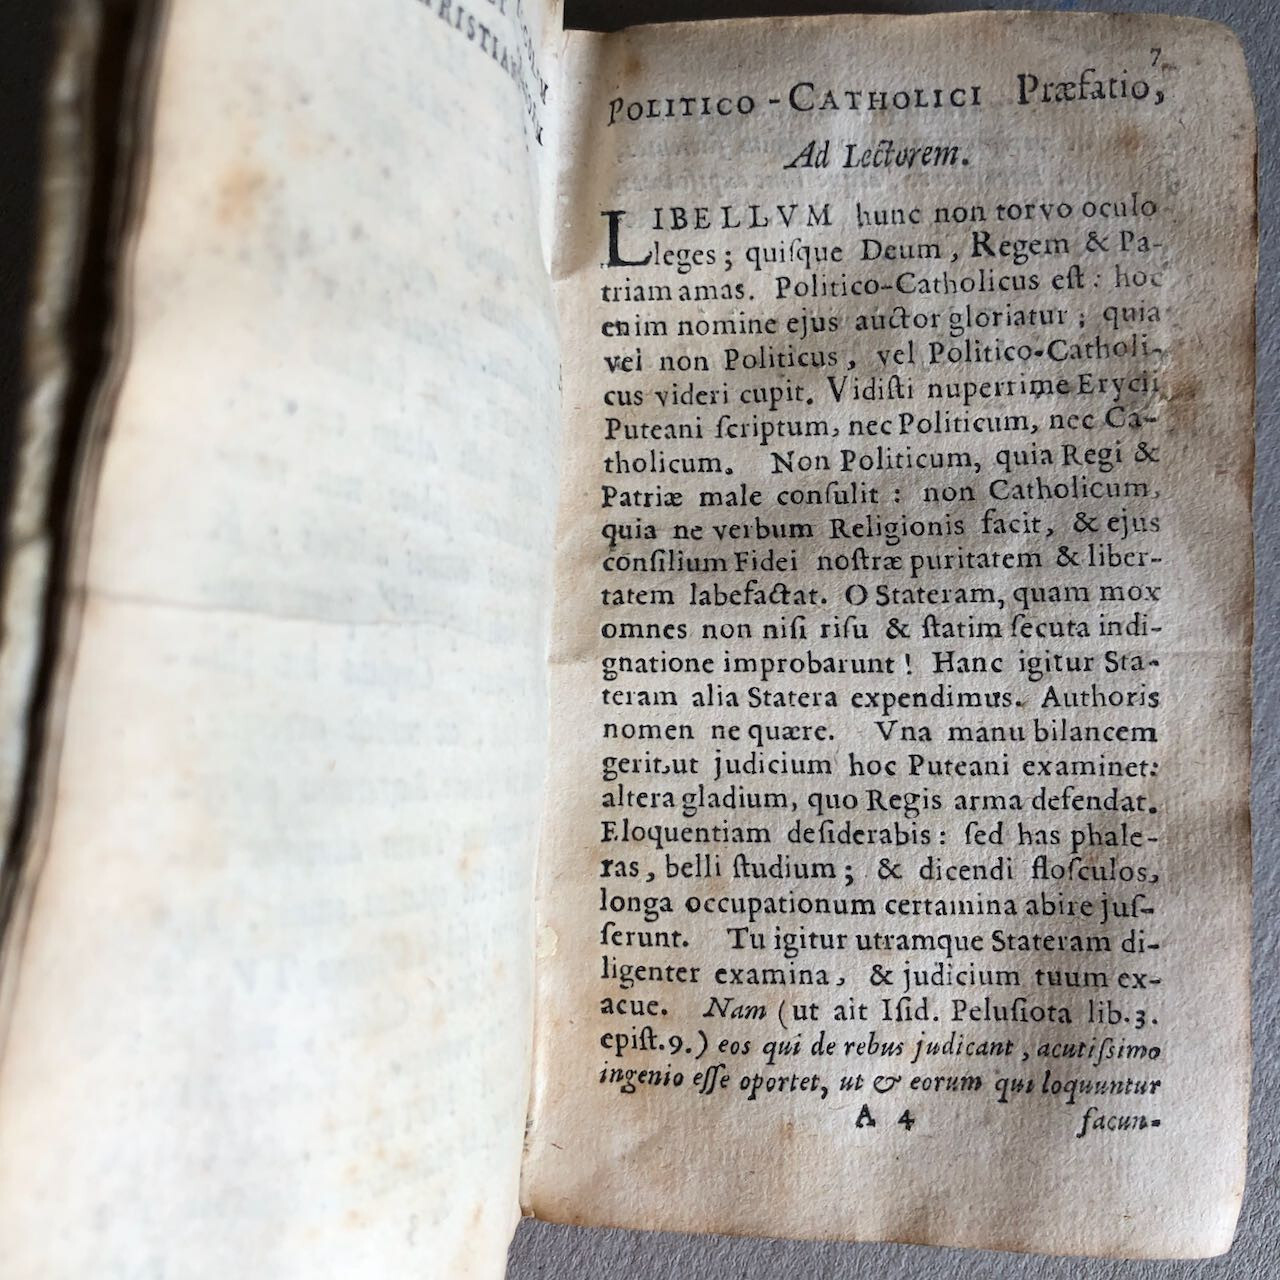 7
POLITICO-CATHOLICI Præfatio,
Ad Lectorem.
LIBELLVM hunc non torvo oculo
leges; quiſque Deum, Regem & Pa-
triam amas. Politico-Catholicus eſt: hoc
enim nomine ejus auctor gloriatur; quia
vel non Politicus, vel Politico-Catholi-
cus videri cupit. Vidiſti nuperrime Erycii
Puteani ſcriptum, nec Politicum, nec Ca-
tholicum. Non Politicum, quia Regi &
Patriæ male conſulit: non Catholicum,
quia ne verbum Religionis facit, & ejus
conſilium Fidei noſtræ puritatem & liber-
tatem labefactat. O Stateram, quam mox
omnes non niſi riſu & ſtatim ſecuta indi-
gnatione improbarunt! Hanc igitur Sta-
teram alia Statera expendimus. Authoris
nomen ne quære. Vna manu bilancem
gerit,ut judicium hoc Puteani examinet:
altera gladium, quo Regis arma defendat.
Eloquentiam deſiderabis: ſed has phale-
ras, belli ſtudium; & dicendi floſculos,
longa occupationum certamina abire juſ-
ſerunt. Tu igitur utramque Stateram di-
ligenter examina, & judicium tuum ex-
acue. Nam (ut ait Iſid. Peluſiota lib.3.
epiſt.9.) eos qui de rebus judicant, acutiſsimo
ingenio eſſe oportet, ut & eorum qui loquuntur
A 4 facun-